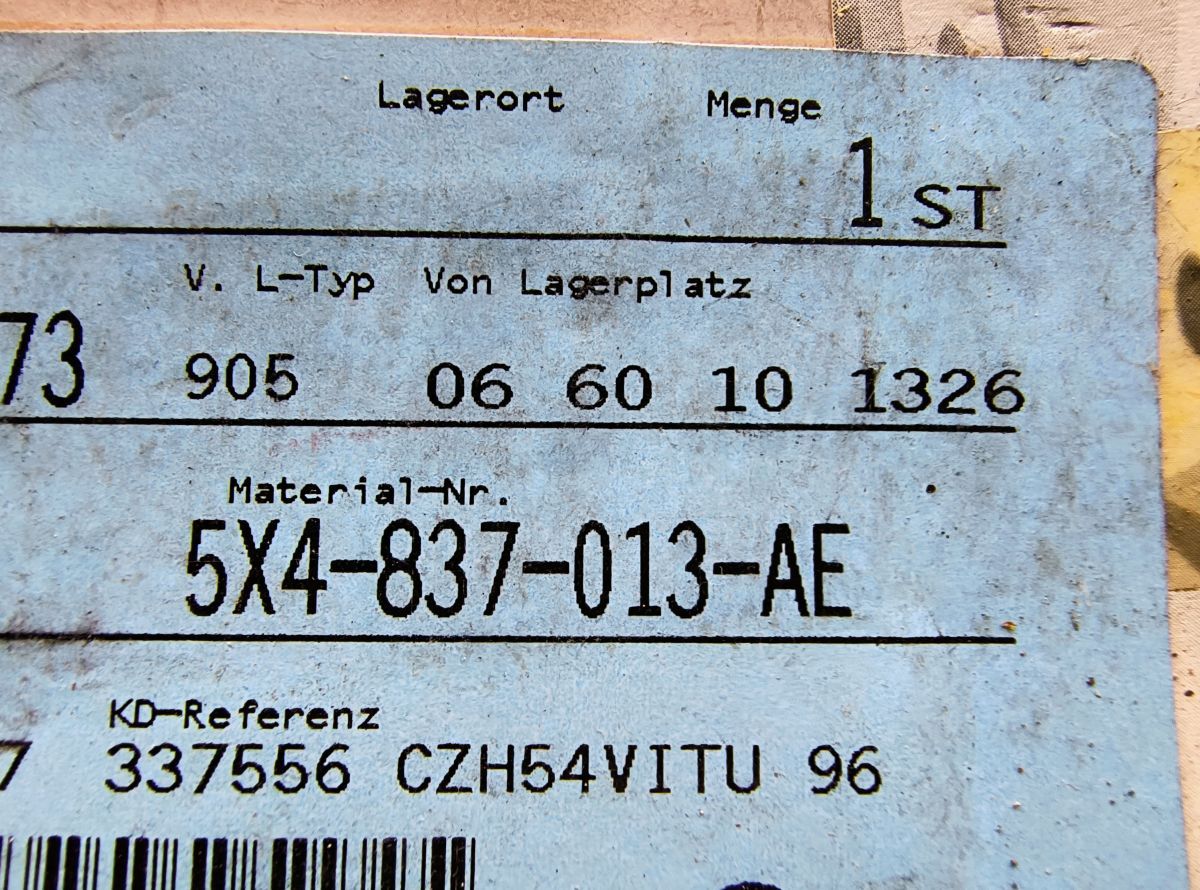 Lagerort Menge
1 ST
V. L-Typ Von Lagerplatz
73 905 06 60 10 1326
Material-Nr.
5X4-837-013-AE
KD-Referenz
7 337556 CZH54VITU 96